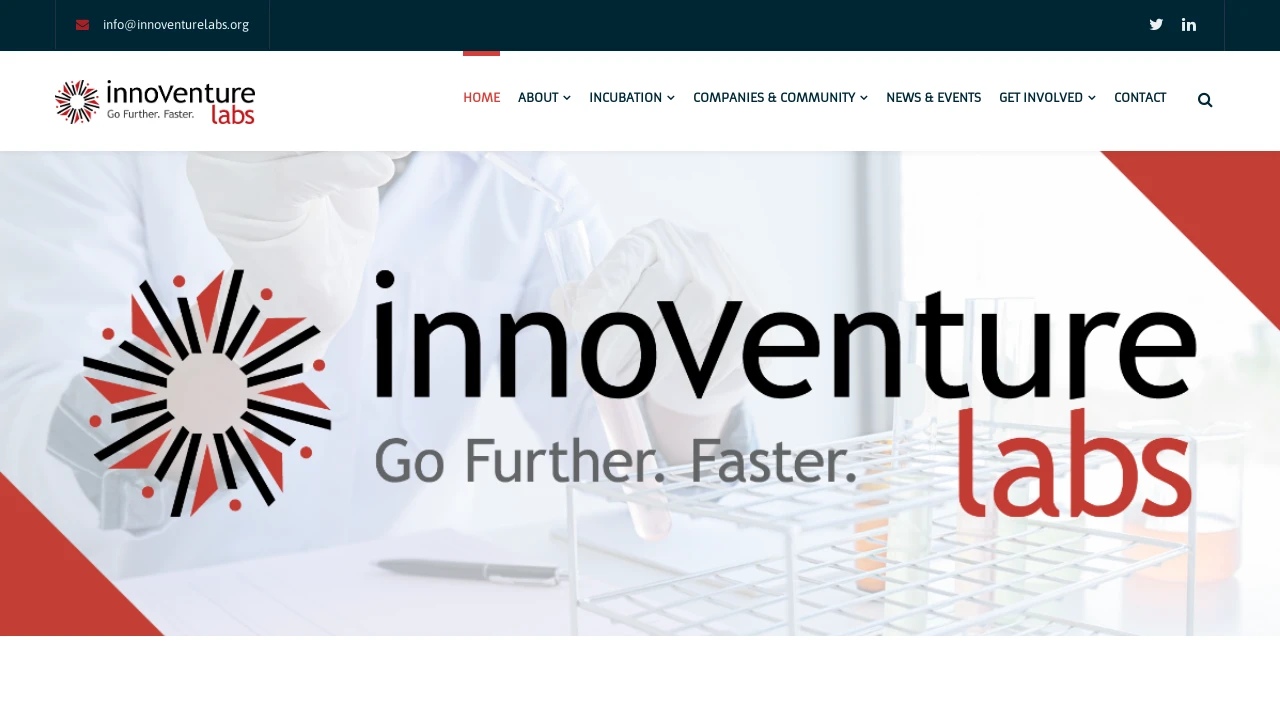 info@innoventurelabs.org
innoventure
Go Further. Faster.
labs
HOME ABOUT INCUBATION COMPANIES & COMMUNITY NEWS & EVENTS GET INVOLVED CONTACT
innoventure
Go Further. Faster.
labs